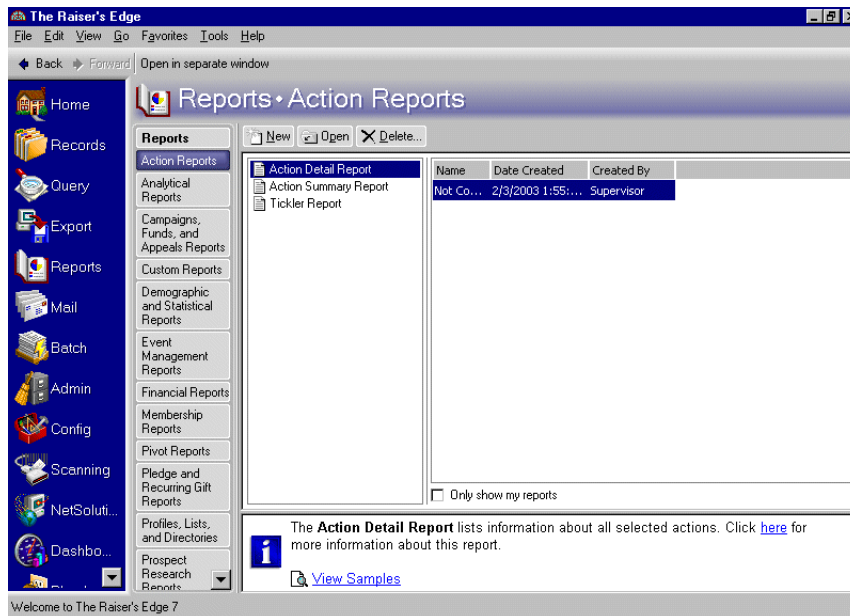 The Raiser's Edge
File Edit View Go Favorites Tools Help
Back Forward Open in separate window
Reports • Action Reports
Home
Records
Query
Export
Reports
Mail
Batch
Admin
Config
Scanning
NetSoluti...
Dashbo...
Reports
Action Reports
Analytical
Reports
Campaigns,
Funds, and
Appeals Reports
Custom Reports
Demographic
and Statistical
Reports
Event
Management
Reports
Financial Reports
Membership
Reports
Pivot Reports
Pledge and
Recurring Gift
Reports
Profiles, Lists,
and Directories
Prospect
Research
Reports
New Open Delete...
Action Detail Report
Action Summary Report
Tickler Report
Name Date Created Created By
Not Co... 2/3/2003 1:55:... Supervisor
Only show my reports
The Action Detail Report lists information about all selected actions. Click here for
more information about this report.
View Samples
Welcome to The Raiser's Edge 7